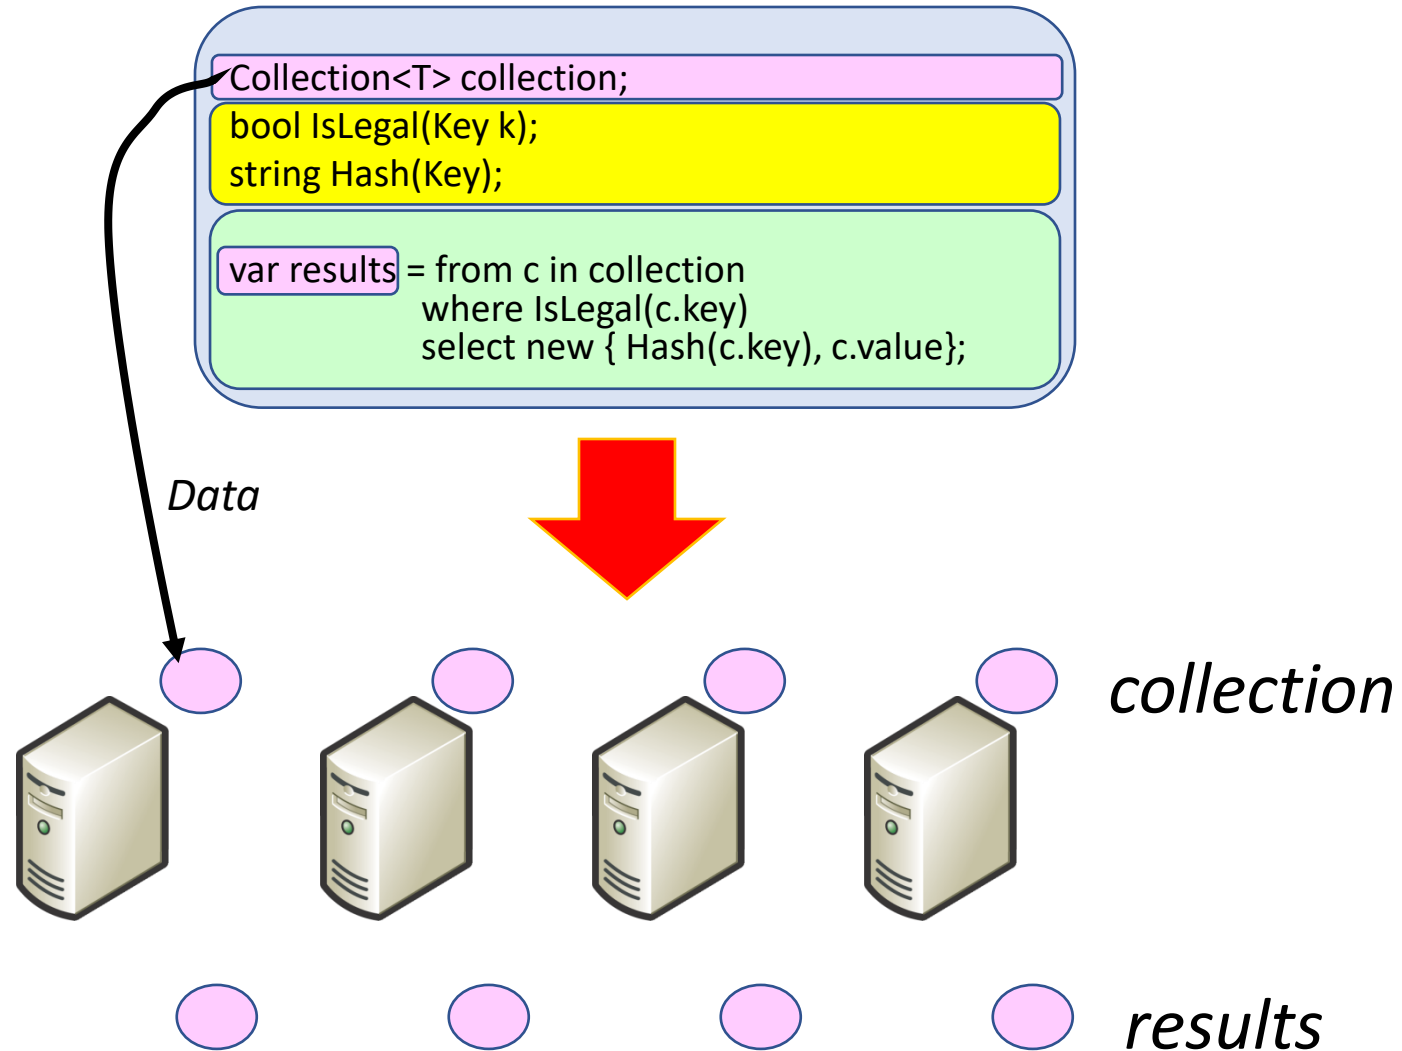 Collection<T> collection;
bool IsLegal(Key k);
string Hash(Key);
var results = from c in collection
where IsLegal(c.key)
select new { Hash(c.key), c.value};
Data
collection
results